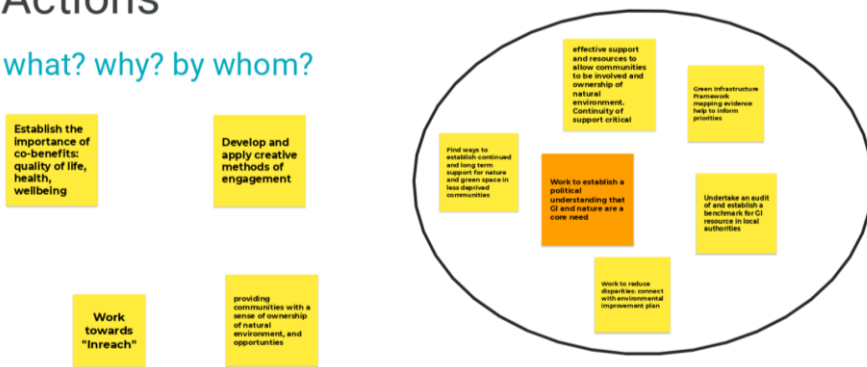 Actions
what? why? by whom?
Establish the
importance of
co-benefits:
quality of life,
health,
wellbeing
Develop and
apply creative
methods of
engagement
Work
towards
"Inreach"
providing
communities with a
sense of ownership
of natural
environment, and
opportunties
effective support
and resources to
allow communities
to be involved and
ownership of
natural
environment.
Continuity of
support critical
Green Infrastructure
Framework
mapping evidence
help to inform
priorities
Find ways to
establish continued
and long term
support for nature
and green space in
less deprived
communities
Work to establish a
political
understanding that
GI and nature are a
core need
Undertake an audit
of and establish a
benchmark for GI
resource in local
authorities
Work to reduce
disparities: connect
with environmental
improvement plan